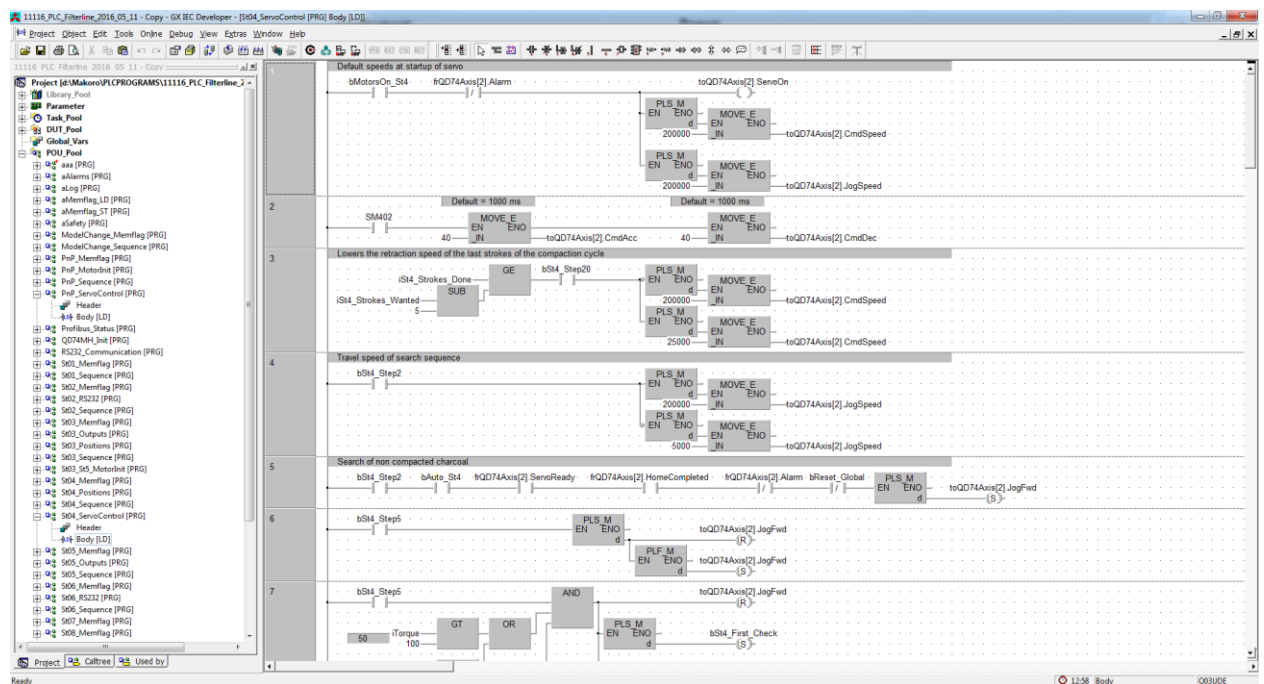 11116_PLC_Filterline_2016_05_11 - Copy - GX IEC Developer - [St04_ServoControl [PRG] Body [LD]]
Project Object Edit Tools Online Debug View Extras Window Help
11116 PLC Filterline 2016 05 11 - Copy
Project [d:\Makoro\PLCPROGRAMS\11116_PLC_Filterline_2
Library_Pool
Parameter
Task_Pool
DUT_Pool
Global_Vars
POU_Pool
aaa [PRG]
aAlarms [PRG]
aLog [PRG]
aMemflag_LD [PRG]
aMemflag_ST [PRG]
aSafety [PRG]
ModelChange_Memflag [PRG]
ModelChange_Sequence [PRG]
PnP_Memflag [PRG]
PnP_MotorInit [PRG]
PnP_Sequence [PRG]
PnP_ServoControl [PRG]
Header
Body [LD]
Profibus_Status [PRG]
QD74MH_Init [PRG]
RS232_Communication [PRG]
St01_Memflag [PRG]
St01_Sequence [PRG]
St02_Memflag [PRG]
St02_RS232 [PRG]
St02_Sequence [PRG]
St03_Memflag [PRG]
St03_Outputs [PRG]
St03_Positions [PRG]
St03_Sequence [PRG]
St03_St5_MotorInit [PRG]
St04_Memflag [PRG]
St04_Positions [PRG]
St04_Sequence [PRG]
St04_ServoControl [PRG]
Header
Body [LD]
St05_Memflag [PRG]
St05_Outputs [PRG]
St05_Sequence [PRG]
St06_Memflag [PRG]
St06_RS232 [PRG]
St06_Sequence [PRG]
St07_Memflag [PRG]
St08_Memflag [PRG]
Project Calltree Used by
1
Default speeds at startup of servo
bMotorsOn_St4 frQD74Axis[2].Alarm toQD74Axis[2].ServoOn
PLS_M
EN ENO MOVE_E
d EN ENO
200000 _IN toQD74Axis[2].CmdSpeed
PLS_M
EN ENO MOVE_E
d EN ENO
200000 _IN toQD74Axis[2].JogSpeed
2
Default = 1000 ms Default = 1000 ms
SM402 MOVE_E MOVE_E
EN ENO EN ENO
40 _IN toQD74Axis[2].CmdAcc 40 _IN toQD74Axis[2].CmdDec
3
Lowers the retraction speed of the last strokes of the compaction cycle
GE bSt4_Step20 PLS_M
iSt4_Strokes_Done EN ENO MOVE_E
SUB d EN ENO
iSt4_Strokes_Wanted 200000 _IN toQD74Axis[2].CmdSpeed
5 PLS_M
EN ENO MOVE_E
d EN ENO
25000 _IN toQD74Axis[2].CmdSpeed
4
Travel speed of search sequence
bSt4_Step2 PLS_M
EN ENO MOVE_E
d EN ENO
200000 _IN toQD74Axis[2].JogSpeed
PLS_M
EN ENO MOVE_E
d EN ENO
5000 _IN toQD74Axis[2].JogSpeed
5
Search of non compacted charcoal
bSt4_Step2 bAuto_St4 frQD74Axis[2].ServoReady frQD74Axis[2].HomeCompleted frQD74Axis[2].Alarm bReset_Global PLS_M
EN ENO toQD74Axis[2].JogFwd
d (S)
6
bSt4_Step5 PLS_M
EN ENO toQD74Axis[2].JogFwd
d (R)
PLF_M
EN ENO toQD74Axis[2].JogFwd
d (S)
7
bSt4_Step5 AND toQD74Axis[2].JogFwd
(R)
GT OR PLS_M
50 iTorque EN ENO bSt4_First_Check
100 d (S)
Ready 12:58 Body Q03UDE